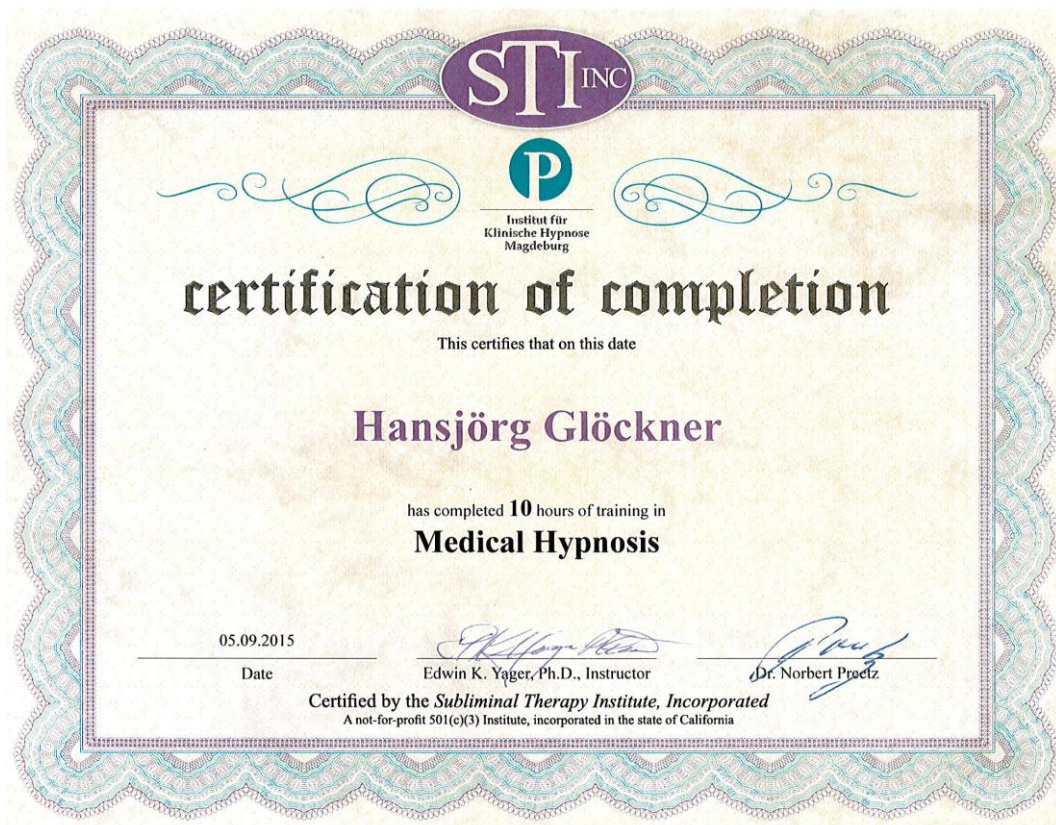 STI INC
P
Institut für
Klinische Hypnose
Magdeburg
certification of completion
This certifies that on this date
Hansjörg Glöckner
has completed 10 hours of training in
Medical Hypnosis
05.09.2015
Date
Edwin K. Yager, Ph.D., Instructor
Dr. Norbert Preetz
Certified by the Subliminal Therapy Institute, Incorporated
A not-for-profit 501(c)(3) Institute, incorporated in the state of California